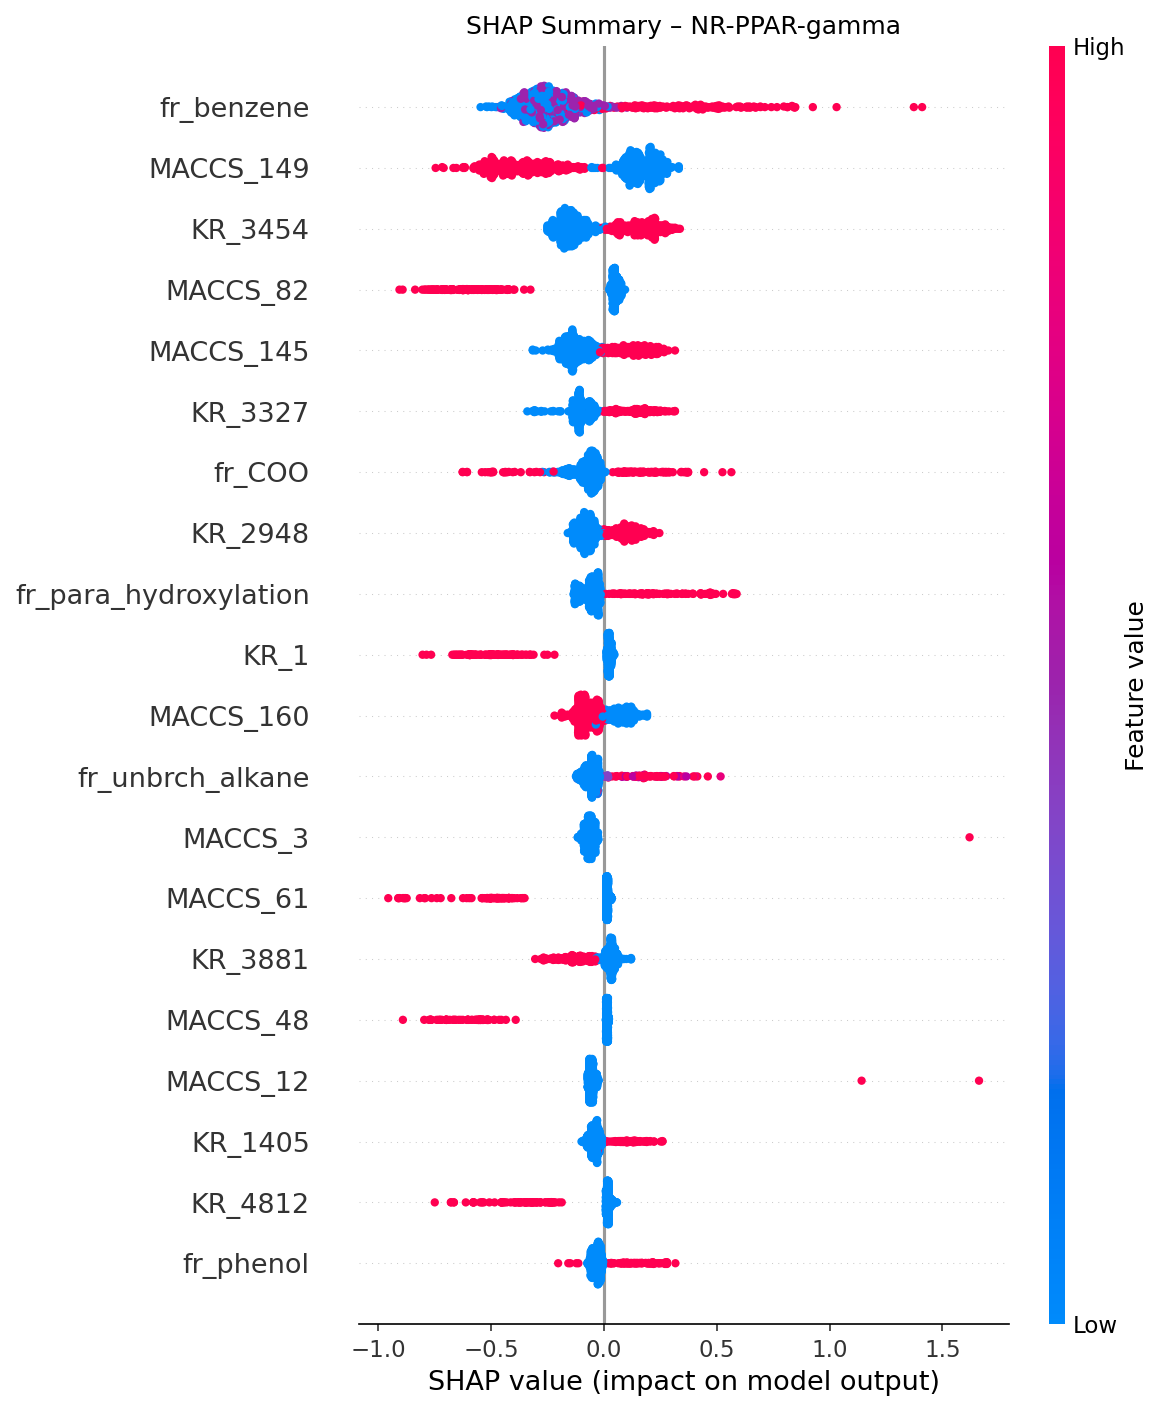 SHAP Summary – NR-PPAR-gamma
High
fr_benzene
MACCS_149
KR_3454
MACCS_82
MACCS_145
KR_3327
fr_COO
KR_2948
fr_para_hydroxylation
KR_1
MACCS_160
fr_unbrch_alkane
MACCS_3
MACCS_61
KR_3881
MACCS_48
MACCS_12
KR_1405
KR_4812
fr_phenol
Feature value
Low
−1.0 −0.5 0.0 0.5 1.0 1.5
SHAP value (impact on model output)